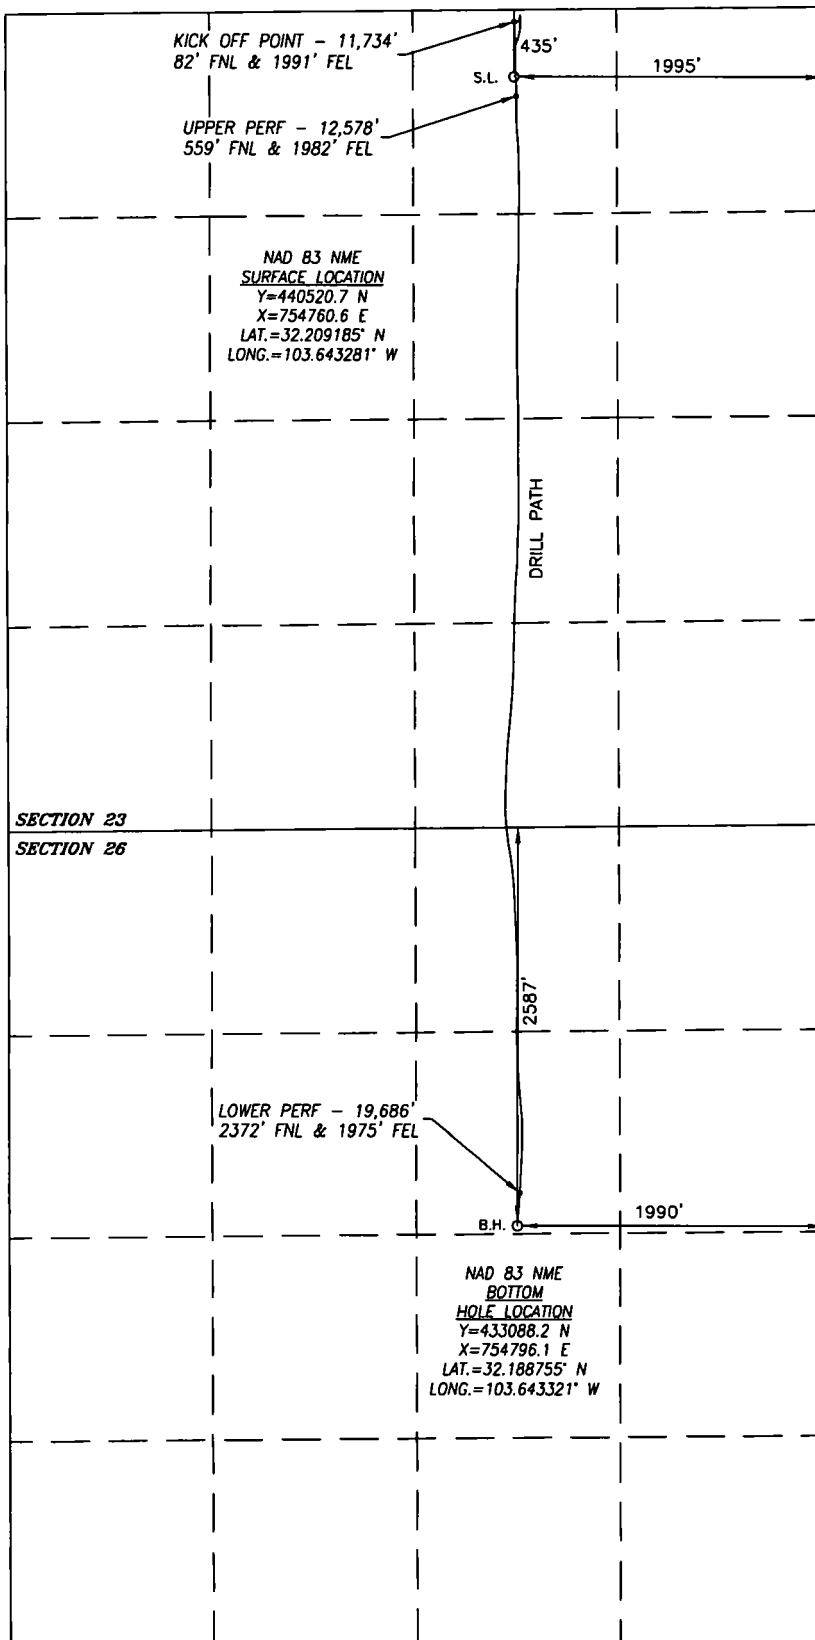 KICK OFF POINT - 11,734'
82' FNL & 1991' FEL
435'
S.L.
1995'
UPPER PERF - 12,578'
559' FNL & 1982' FEL
NAD 83 NME
SURFACE LOCATION
Y=440520.7 N
X=754760.6 E
LAT.=32.209185° N
LONG.=103.643281° W
DRILL PATH
SECTION 23
SECTION 26
2587'
LOWER PERF - 19,686'
2372' FNL & 1975' FEL
B.H.
1990'
NAD 83 NME
BOTTOM
HOLE LOCATION
Y=433088.2 N
X=754796.1 E
LAT.=32.188755° N
LONG.=103.643321° W